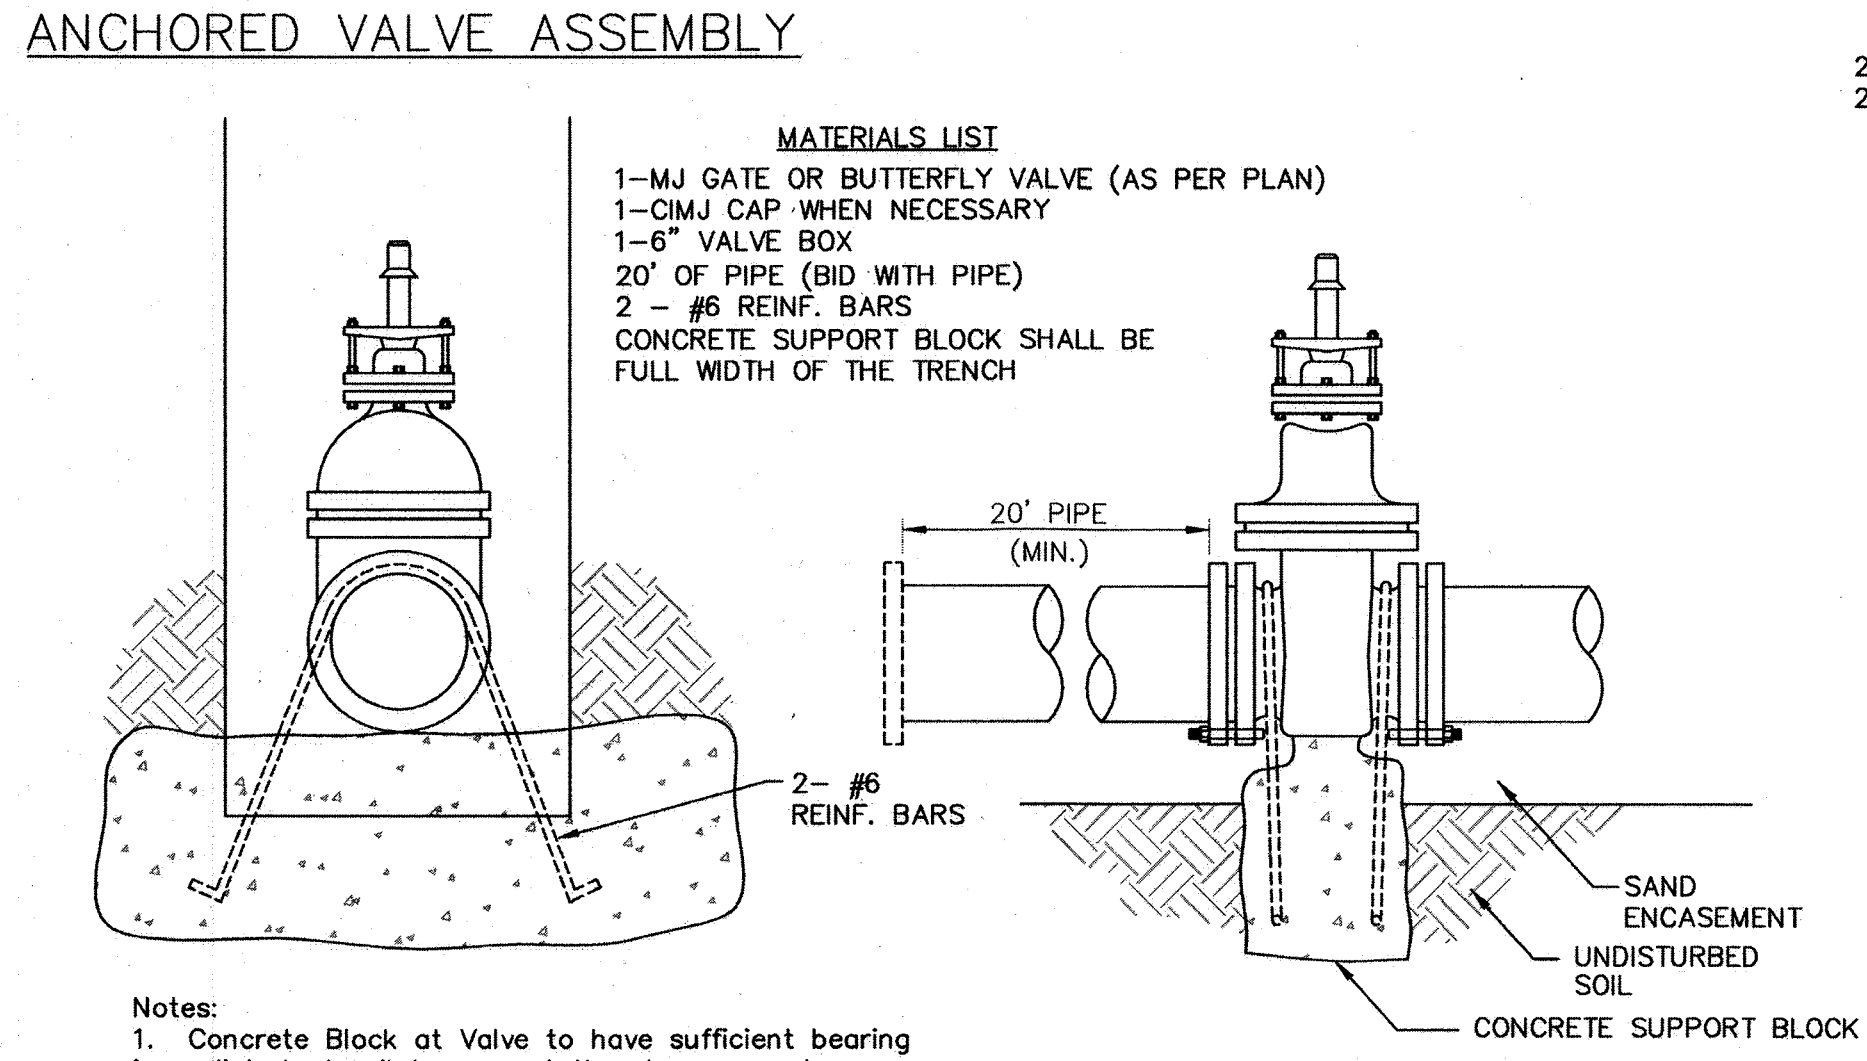 ANCHORED VALVE ASSEMBLY
2
2
MATERIALS LIST
1-MJ GATE OR BUTTERFLY VALVE (AS PER PLAN)
1-CIMJ CAP WHEN NECESSARY
1-6" VALVE BOX
20' OF PIPE (BID WITH PIPE)
2 - #6 REINF. BARS
CONCRETE SUPPORT BLOCK SHALL BE
FULL WIDTH OF THE TRENCH
20' PIPE
(MIN.)
2- #6
REINF. BARS
SAND
ENCASEMENT
UNDISTURBED
SOIL
CONCRETE SUPPORT BLOCK
Notes:
1. Concrete Block at Valve to have sufficient bearing